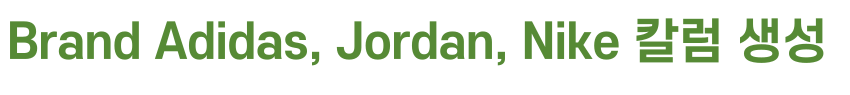 Brand Adidas, Jordan, Nike 칼럼 생성